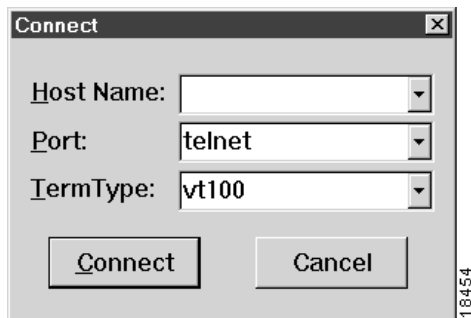 Connect
Host Name:
Port: telnet
TermType: vt100
Connect Cancel
18454